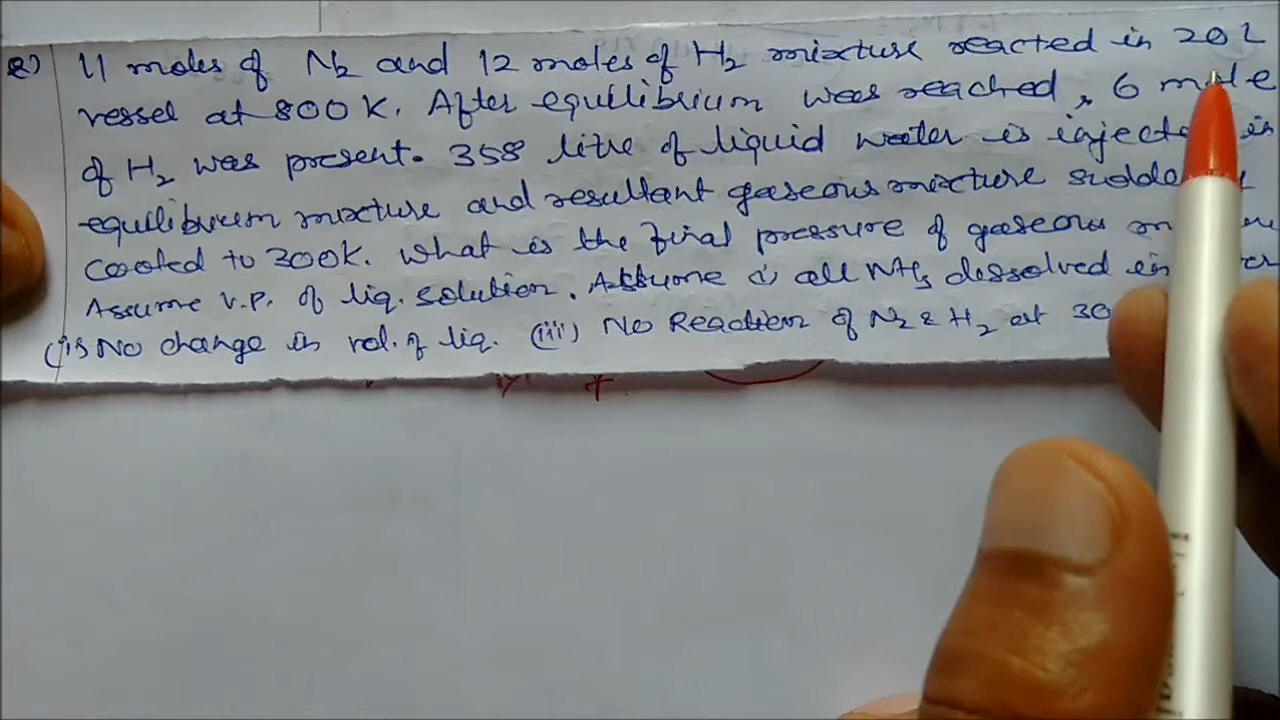 Q) 11 moles of N2 and 12 moles of H2 mixture reacted in 20 L
vessel at 800 K. After equilibrium was reached, 6 mole
of H2 was present. 358 litre of liquid water is in
equilibrium mixture and resultant gaseous mixture
cooled to 300K. What is the final pressure of gaseous
Assume V.P. of liq. solution. Assume (i) all NH3 dissolved in
(ii) No change in vol. of liq. (iii) No Reaction of N2 & H2 at